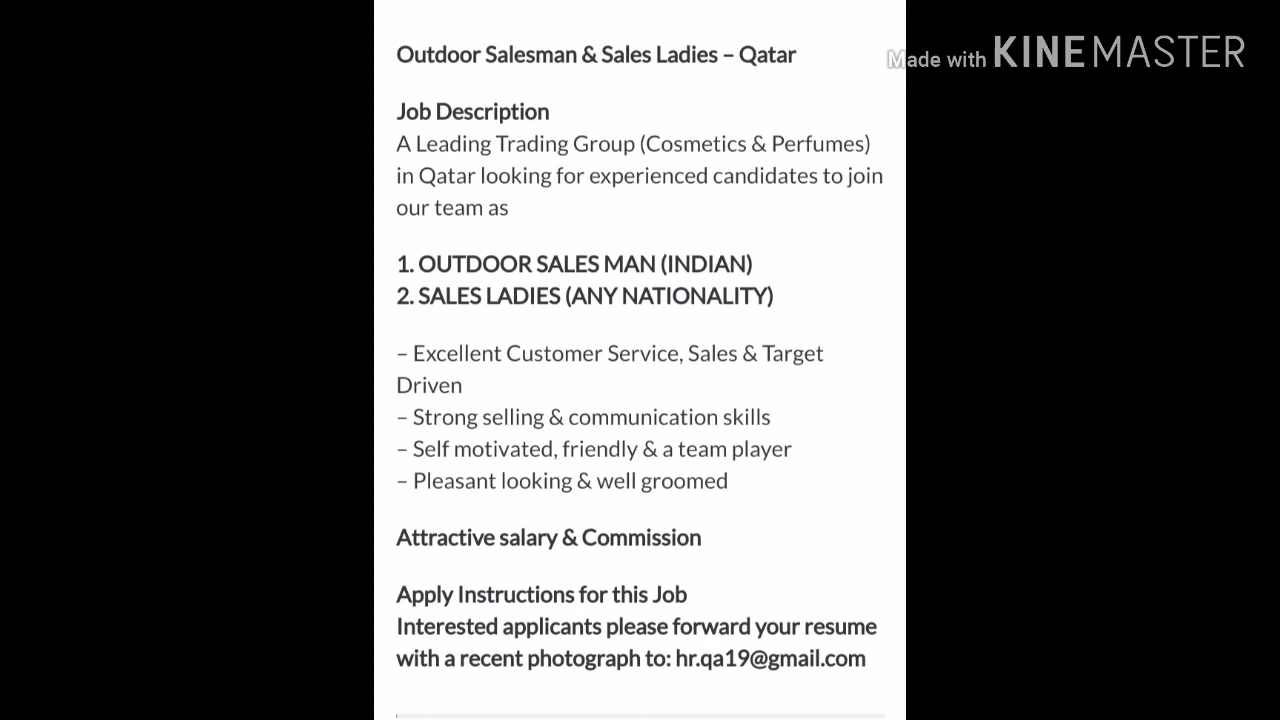 Made with KINEMASTER
Outdoor Salesman & Sales Ladies – Qatar
Job Description
A Leading Trading Group (Cosmetics & Perfumes)
in Qatar looking for experienced candidates to join
our team as
1. OUTDOOR SALES MAN (INDIAN)
2. SALES LADIES (ANY NATIONALITY)
– Excellent Customer Service, Sales & Target
Driven
– Strong selling & communication skills
– Self motivated, friendly & a team player
– Pleasant looking & well groomed
Attractive salary & Commission
Apply Instructions for this Job
Interested applicants please forward your resume
with a recent photograph to: hr.qa19@gmail.com